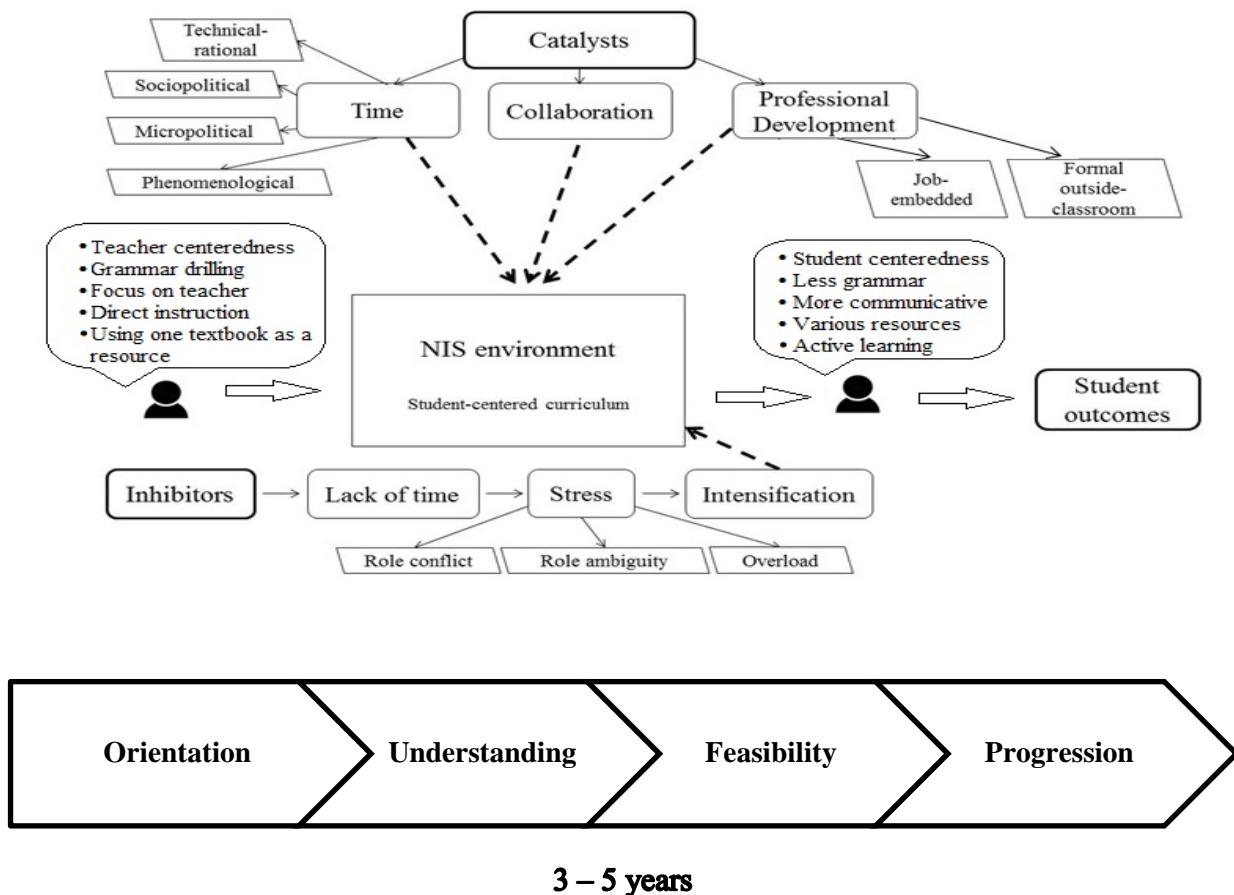 Catalysts
Technical-
rational
Sociopolitical
Micropolitical
Phenomenological
Time
Collaboration
Professional
Development
Job-
embedded
Formal
outside-
classroom
• Teacher centeredness
• Grammar drilling
• Focus on teacher
• Direct instruction
• Using one textbook as a
resource
NIS environment
Student-centered curriculum
• Student centeredness
• Less grammar
• More communicative
• Various resources
• Active learning
Student
outcomes
Inhibitors
Lack of time
Stress
Intensification
Role conflict
Role ambiguity
Overload
Orientation
Understanding
Feasibility
Progression
3 – 5 years